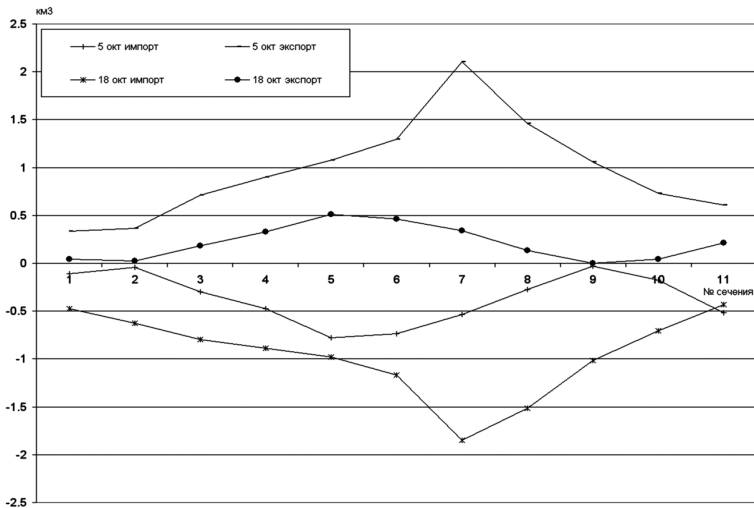 км3
2.5
5 окт импорт 5 окт экспорт
2
18 окт импорт 18 окт экспорт
1.5
1
0.5
0
1 2 3 4 5 6 7 8 9 10 11
№ сечения
-0.5
-1
-1.5
-2
-2.5